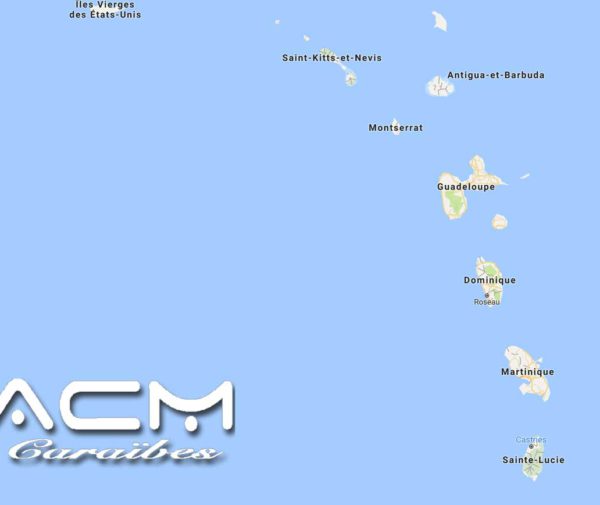 Îles Vierges
des États-Unis
Saint-Kitts-et-Nevis
Antigua-et-Barbuda
Montserrat
Guadeloupe
Dominique
Roseau
Martinique
ACM
Caraïbes
Castries
Sainte-Lucie